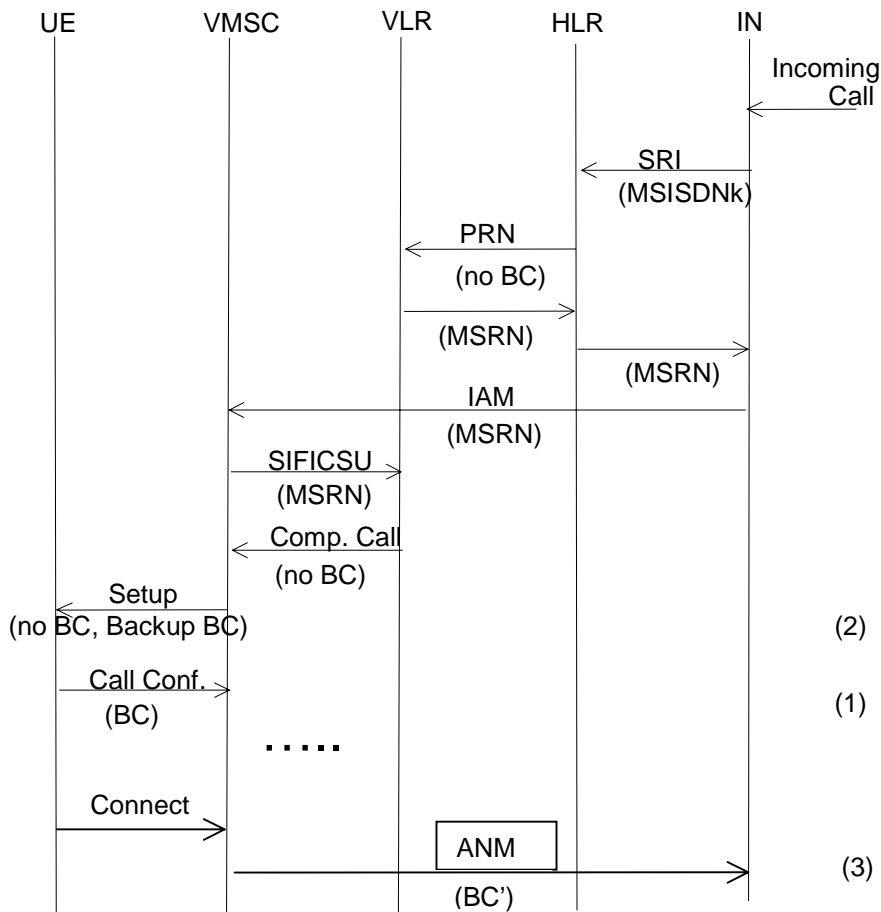 UE VMSC VLR HLR IN
Incoming
Call
SRI
(MSISDNk)
PRN
(no BC)
(MSRN)
(MSRN)
IAM
(MSRN)
SIFICSU
(MSRN)
Comp. Call
(no BC)
Setup
(no BC, Backup BC) (2)
Call Conf.
(BC) (1)
Connect
ANM (3)
(BC')